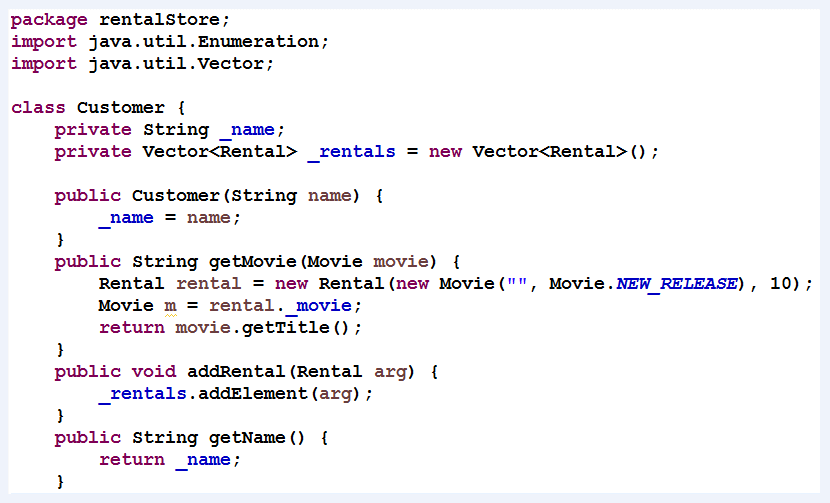 package rentalStore;
import java.util.Enumeration;
import java.util.Vector;

class Customer {
    private String _name;
    private Vector<Rental> _rentals = new Vector<Rental>();

    public Customer(String name) {
        _name = name;
    }
    public String getMovie(Movie movie) {
        Rental rental = new Rental(new Movie("", Movie.NEW_RELEASE), 10);
        Movie m = rental._movie;
        return movie.getTitle();
    }
    public void addRental(Rental arg) {
        _rentals.addElement(arg);
    }
    public String getName() {
        return _name;
    }